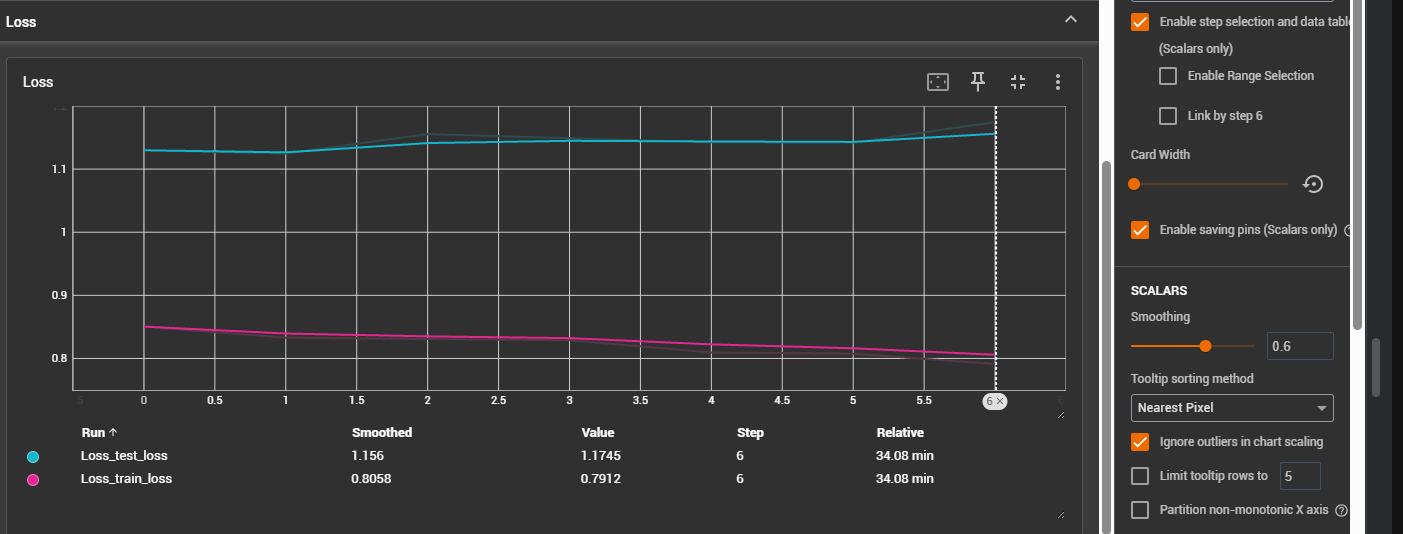 Loss
Loss
1.2
1.1
1
0.9
0.8
5 0 0.5 1 1.5 2 2.5 3 3.5 4 4.5 5 5.5 6 × 6
Run ↑ Smoothed Value Step Relative
Loss_test_loss 1.156 1.1745 6 34.08 min
Loss_train_loss 0.8058 0.7912 6 34.08 min
Enable step selection and data tabl
(Scalars only)
Enable Range Selection
Link by step 6
Card Width
Enable saving pins (Scalars only)
SCALARS
Smoothing
0.6
Tooltip sorting method
Nearest Pixel
Ignore outliers in chart scaling
Limit tooltip rows to 5
Partition non-monotonic X axis